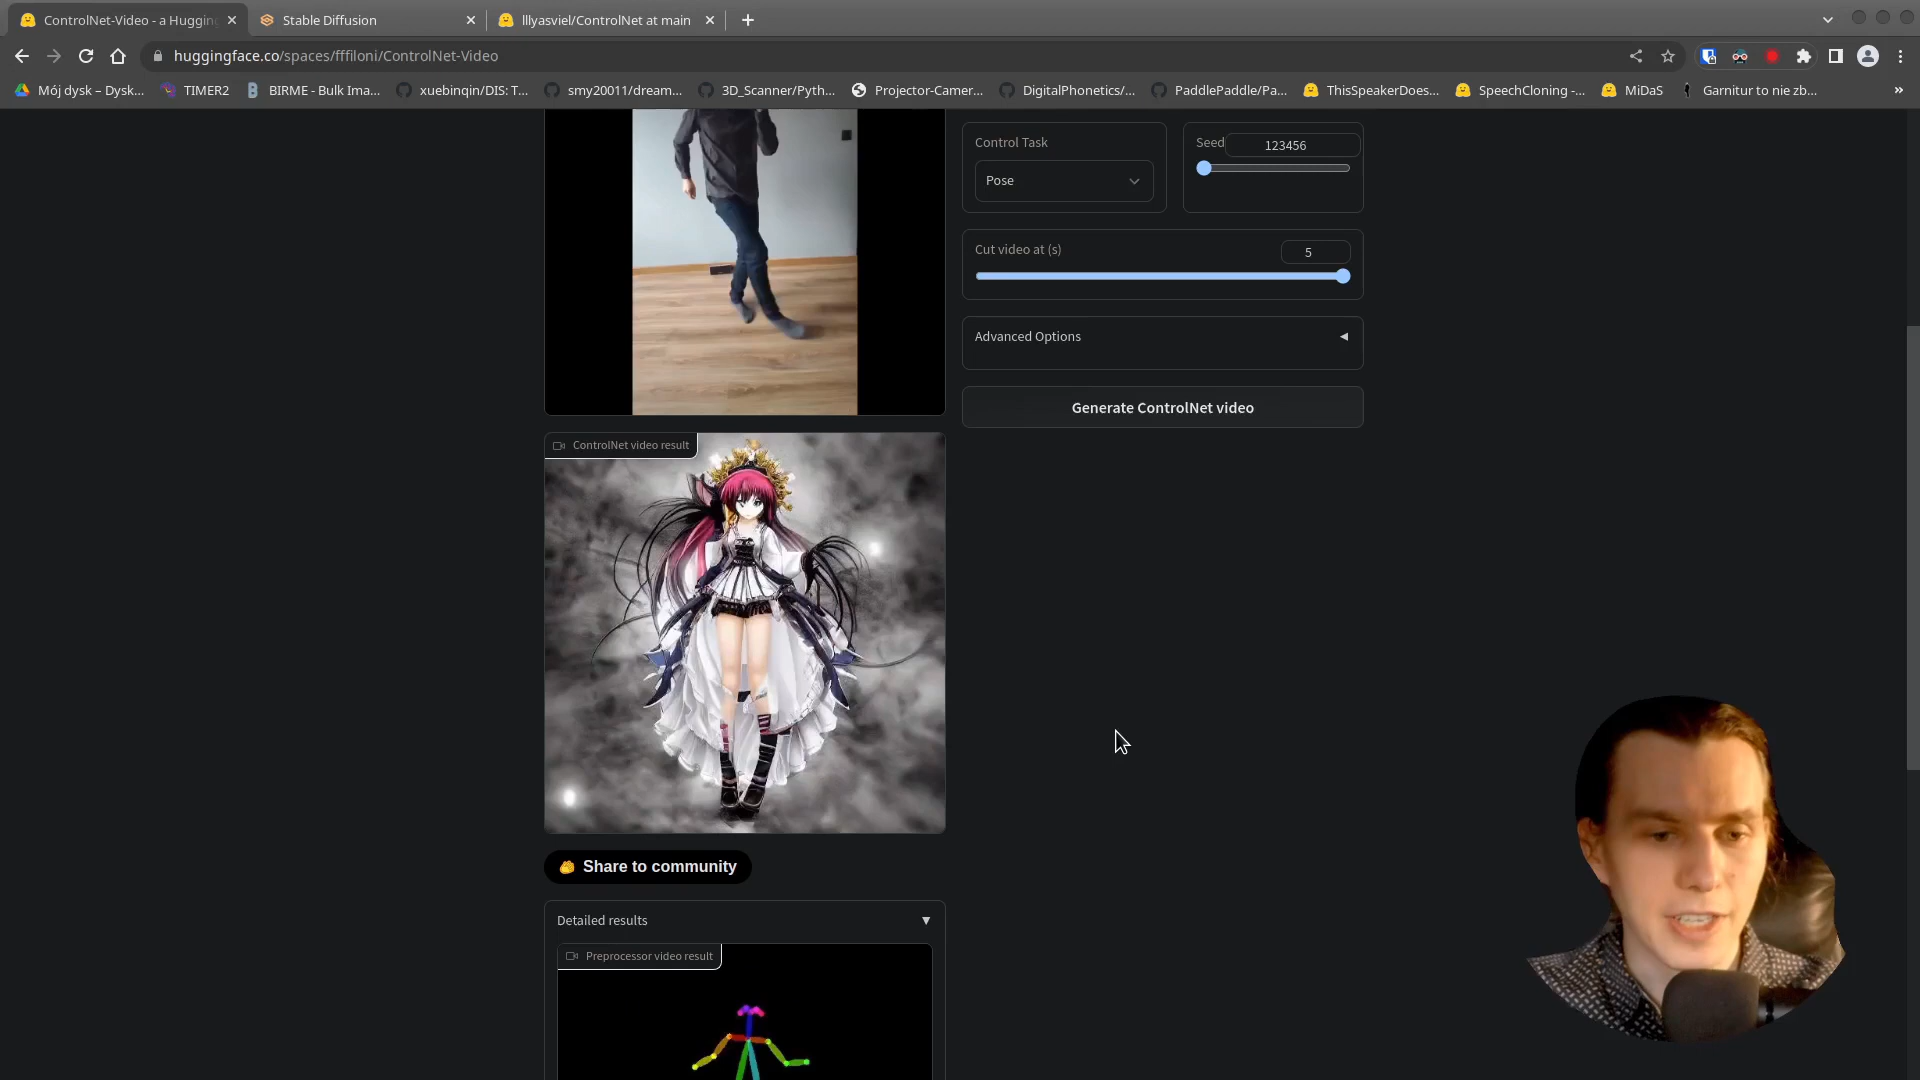 ControlNet-Video - a Hugging
Stable Diffusion
lllyasviel/ControlNet at main
huggingface.co/spaces/fffiloni/ControlNet-Video
Mój dysk – Dysk...
TIMER2
BIRME - Bulk Ima...
xuebinqin/DIS: T...
smy20011/dream...
3D_Scanner/Pyth...
Projector-Camer...
DigitalPhonetics/...
PaddlePaddle/Pa...
ThisSpeakerDoes...
SpeechCloning -...
MiDaS
Garnitur to nie zb...
»
Control Task
Pose
Seed
123456
Cut video at (s)
5
Advanced Options
Generate ControlNet video
ControlNet video result
Share to community
Detailed results
Preprocessor video result